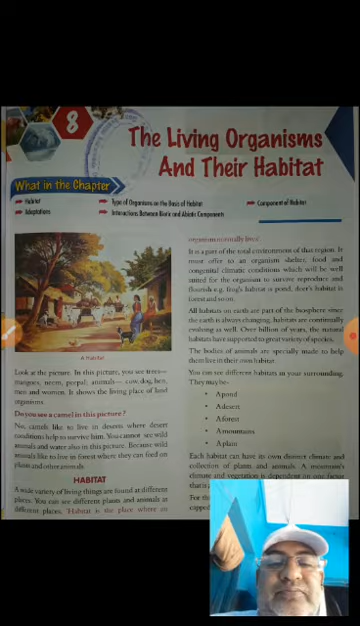 8
The Living Organisms
And Their Habitat
What in the Chapter
Habitat
Type of Organisms on the Basis of Habitat
Component of Habitat
Adaptations
Interactions Between Biotic and Abiotic Components
A Habitat
Look at the picture. In this picture, you see trees—
mangoes, neem, peepal; animals— cow, dog, hen,
men and women. It shows the living place of land
organisms.
Do you see a camel in this picture ?
No, camels like to live in deserts where desert
conditions help to survive him. You cannot see wild
animals and water also in this picture. Because wild
animals like to live in forest where they can feed on
plants and other animals.
HABITAT
A wide variety of living things are found at different
places. You can see different plants and animals at
different places. 'Habitat is the place where an
organism normally lives.'
It is a part of the total environment of that region. It
must offer to an organism shelter, food and
congenital climatic conditions which will be well
suited for the organism to survive reproduce and
flourish e.g. frog's habitat is pond, deer's habitat is
forest and so on.
All habitats on earth are part of the biosphere since
the earth is always changing, habitats are continually
evolving as well. Over billion of years, the natural
habitats have supported to great variety of species.
The bodies of animals are specially made to help
them live in their own habitat.
You can see different habitats in your surrounding.
They may be-
• A pond
• A desert
• A forest
• A mountains
• A plain
Each habitat can have its own distinct climate and
collection of plants and animals. A mountain's
climate and vegetation is dependent on one factor
that is
For th